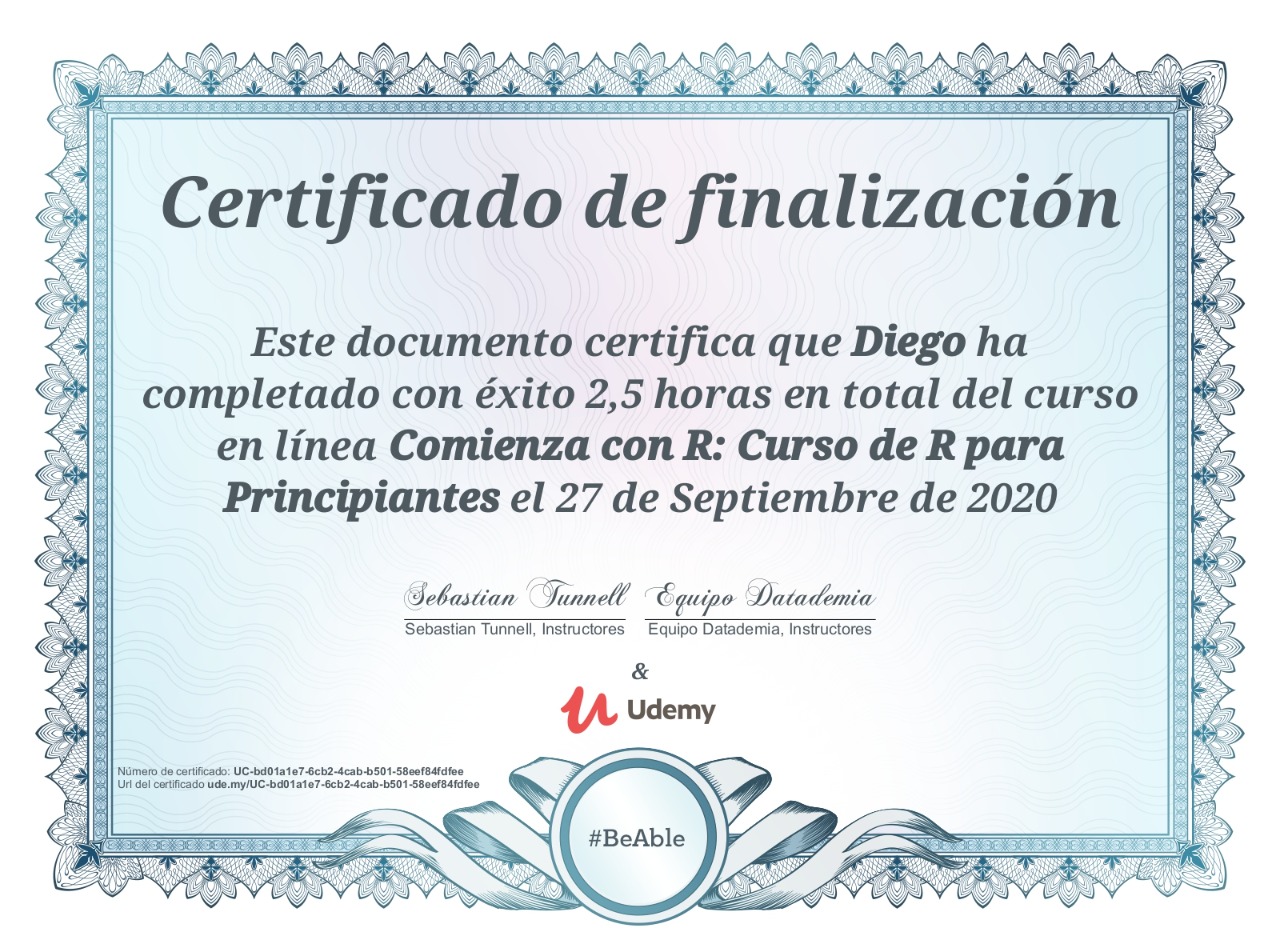 Certificado de finalización
Este documento certifica que Diego ha
completado con éxito 2,5 horas en total del curso
en línea Comienza con R: Curso de R para
Principiantes el 27 de Septiembre de 2020
Sebastian Tunnell Equipo Datademia
Sebastian Tunnell, Instructores Equipo Datademia, Instructores
&
Udemy
Número de certificado: UC-bd01a1e7-6cb2-4cab-b501-58eef84fdfee
Url del certificado ude.my/UC-bd01a1e7-6cb2-4cab-b501-58eef84fdfee
#BeAble